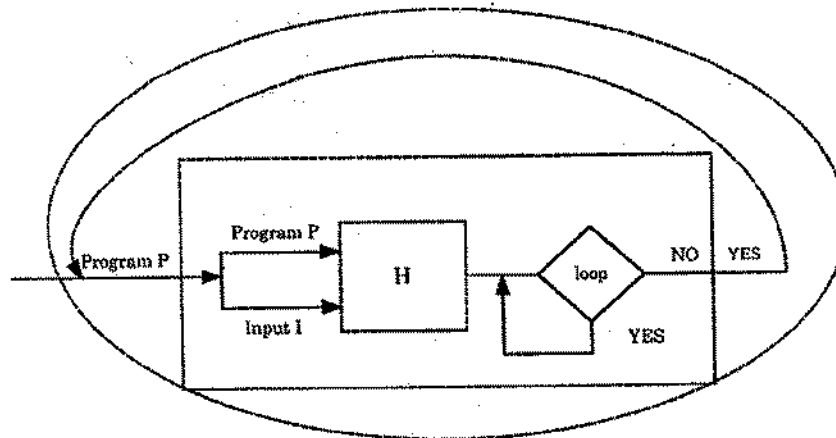 Program P
Program P
Input I
H
loop
NO
YES
YES